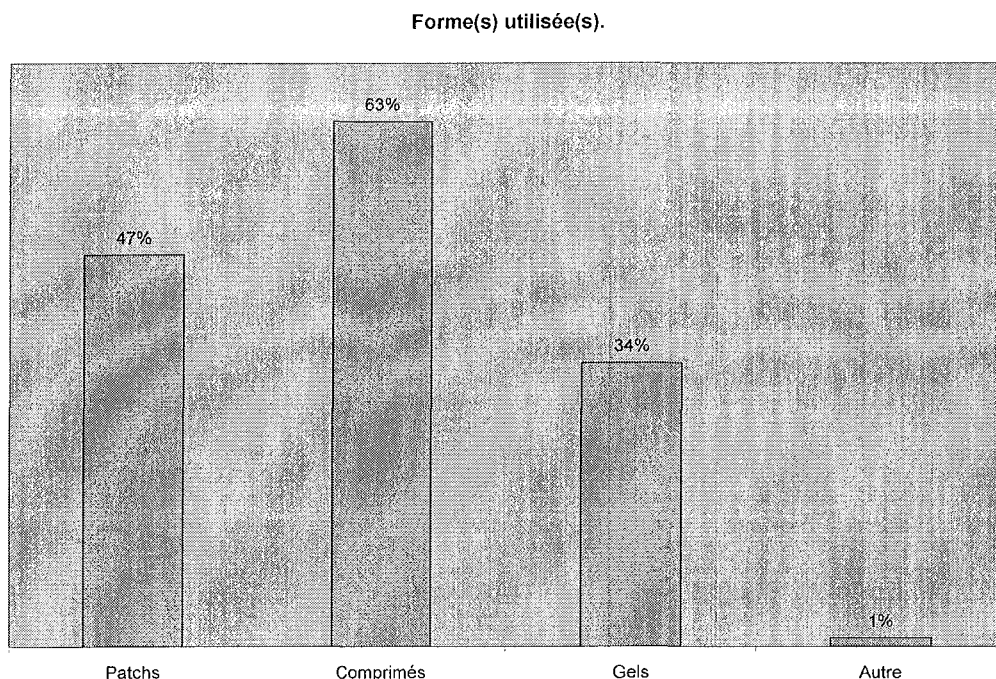 Forme(s) utilisée(s).
63%
47%
34%
1%
Patchs Comprimés Gels Autre